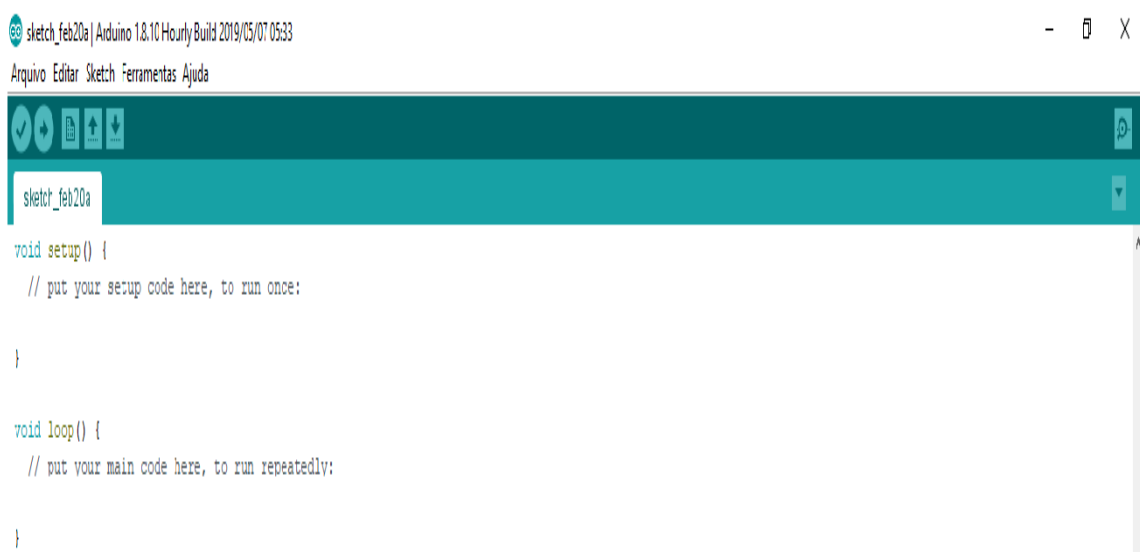 sketch_feb20a | Arduino 1.8.10 Hourly Build 2019/05/07 05:33
Arquivo Editar Sketch Ferramentas Ajuda
sketch_feb20a
void setup() {
// put your setup code here, to run once:
}
void loop() {
// put your main code here, to run repeatedly:
}